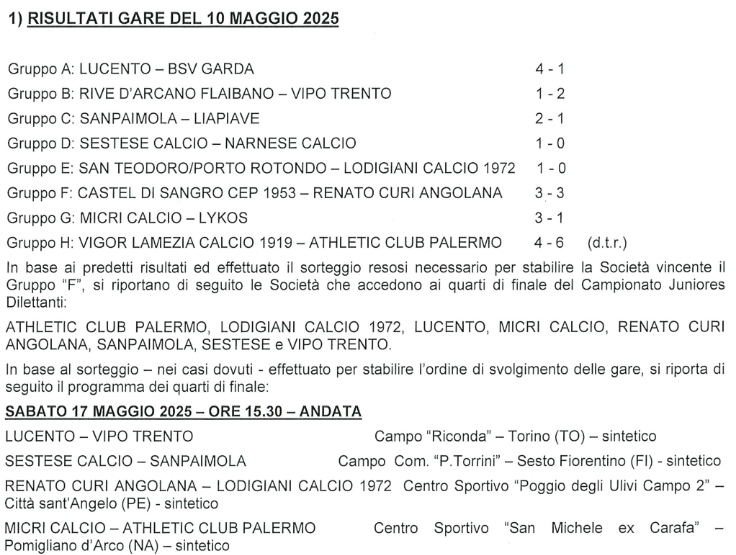 1) RISULTATI GARE DEL 10 MAGGIO 2025
Gruppo A: LUCENTO – BSV GARDA 4 - 1
Gruppo B: RIVE D'ARCANO FLAIBANO – VIPO TRENTO 1 - 2
Gruppo C: SANPAIMOLA – LIAPIAVE 2 - 1
Gruppo D: SESTESE CALCIO – NARNESE CALCIO 1 - 0
Gruppo E: SAN TEODORO/PORTO ROTONDO – LODIGIANI CALCIO 1972 1 - 0
Gruppo F: CASTEL DI SANGRO CEP 1953 – RENATO CURI ANGOLANA 3 - 3
Gruppo G: MICRI CALCIO – LYKOS 3 - 1
Gruppo H: VIGOR LAMEZIA CALCIO 1919 – ATHLETIC CLUB PALERMO 4 - 6 (d.t.r.)
In base ai predetti risultati ed effettuato il sorteggio resosi necessario per stabilire la Società vincente il
Gruppo “F”, si riportano di seguito le Società che accedono ai quarti di finale del Campionato Juniores
Dilettanti:
ATHLETIC CLUB PALERMO, LODIGIANI CALCIO 1972, LUCENTO, MICRI CALCIO, RENATO CURI
ANGOLANA, SANPAIMOLA, SESTESE e VIPO TRENTO.
In base al sorteggio – nei casi dovuti - effettuato per stabilire l'ordine di svolgimento delle gare, si riporta di
seguito il programma dei quarti di finale:
SABATO 17 MAGGIO 2025 – ORE 15.30 – ANDATA
LUCENTO – VIPO TRENTO Campo “Riconda” – Torino (TO) – sintetico
SESTESE CALCIO – SANPAIMOLA Campo Com. “P.Torrini” – Sesto Fiorentino (FI) - sintetico
RENATO CURI ANGOLANA – LODIGIANI CALCIO 1972 Centro Sportivo “Poggio degli Ulivi Campo 2” –
Città sant'Angelo (PE) - sintetico
MICRI CALCIO – ATHLETIC CLUB PALERMO Centro Sportivo “San Michele ex Carafa” –
Pomigliano d'Arco (NA) – sintetico